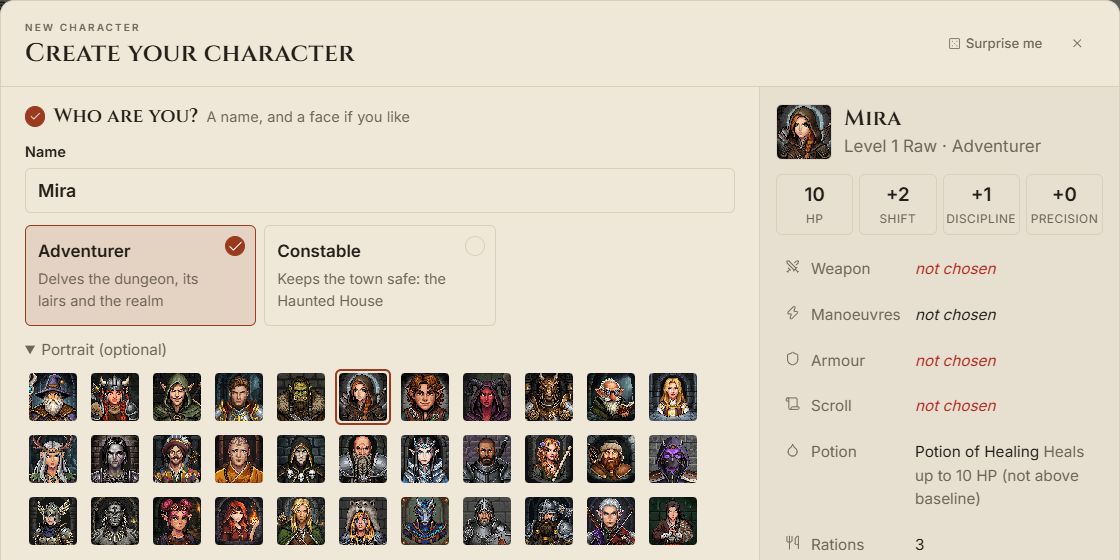 NEW CHARACTER
Create your character
Surprise me
Who are you? A name, and a face if you like
Name
Mira
Adventurer
Delves the dungeon, its
lairs and the realm
Constable
Keeps the town safe: the
Haunted House
Portrait (optional)
Mira
Level 1 Raw · Adventurer
10
HP
+2
SHIFT
+1
DISCIPLINE
+0
PRECISION
Weapon not chosen
Manoeuvres not chosen
Armour not chosen
Scroll not chosen
Potion Potion of Healing Heals
up to 10 HP (not above
baseline)
Rations 3